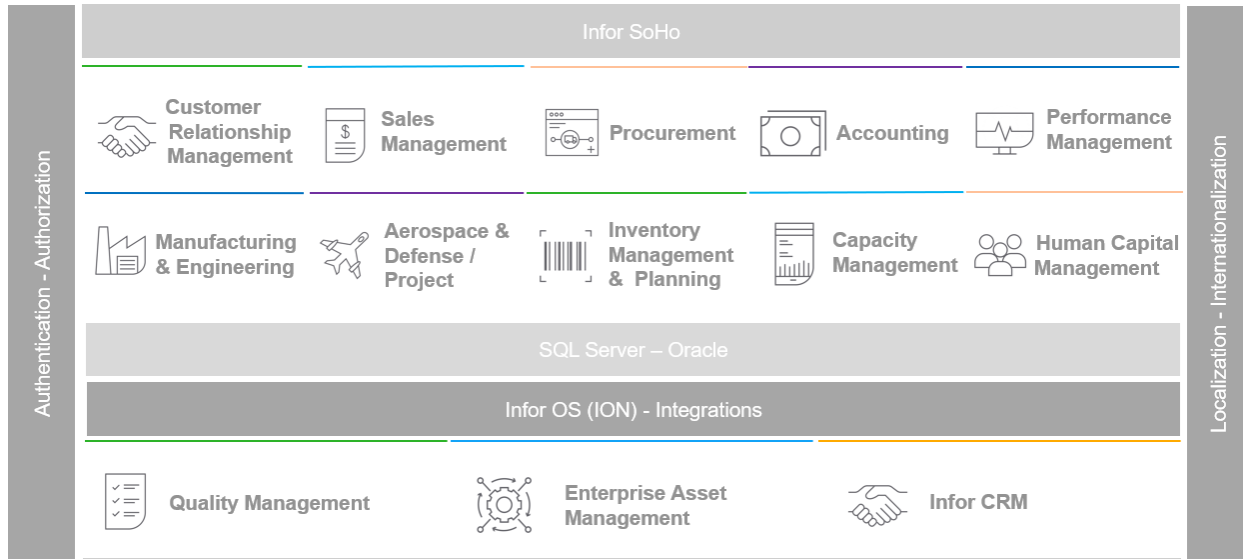 Infor SoHo
Authentication - Authorization
Customer
Relationship
Management
$
Sales
Management
Procurement
Accounting
Performance
Management
Manufacturing
& Engineering
Aerospace &
Defense /
Project
Inventory
Management
& Planning
Capacity
Management
Human Capital
Management
SQL Server – Oracle
Infor OS (ION) - Integrations
Quality Management
Enterprise Asset
Management
Infor CRM
Localization - Internationalization